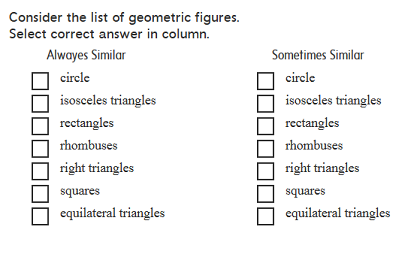 Consider the list of geometric figures.
Select correct answer in column.
Alwayes Similar
circle
isosceles triangles
rectangles
rhombuses
right triangles
squares
equilateral triangles
Sometimes Similar
circle
isosceles triangles
rectangles
rhombuses
right triangles
squares
equilateral triangles